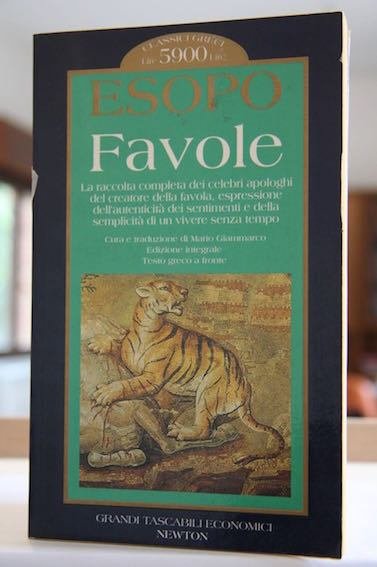 CLASSICI GRECI
Lire 5900 Lire
ESOPO
Favole
La raccolta completa dei celebri apologhi
del creatore della favola, espressione
dell'autenticità dei sentimenti e della
semplicità di un vivere senza tempo
Cura e traduzione di Mario Giammarco
Edizione integrale
Testo greco a fronte
GRANDI TASCABILI ECONOMICI
NEWTON